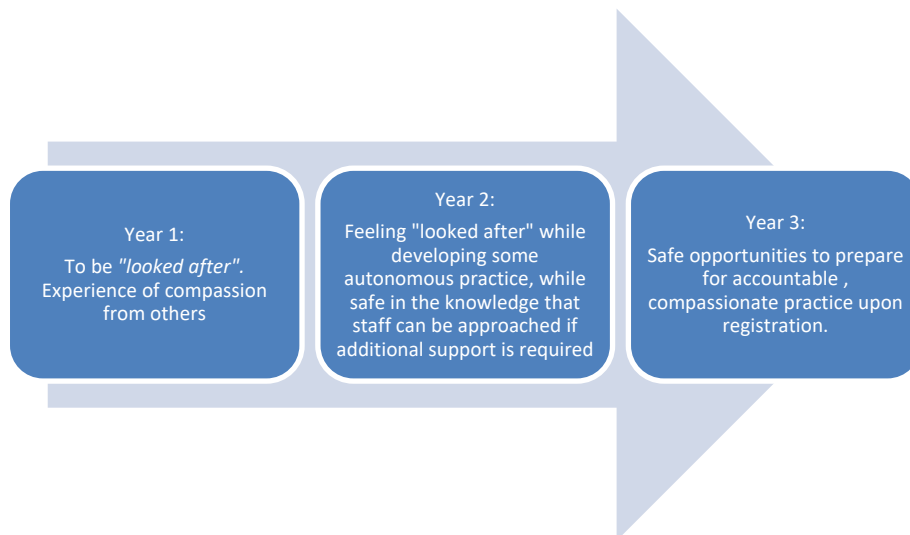 Year 1:
To be "looked after".
Experience of compassion
from others
Year 2:
Feeling "looked after" while
developing some
autonomous practice, while
safe in the knowledge that
staff can be approached if
additional support is required
Year 3:
Safe opportunities to prepare
for accountable ,
compassionate practice upon
registration.